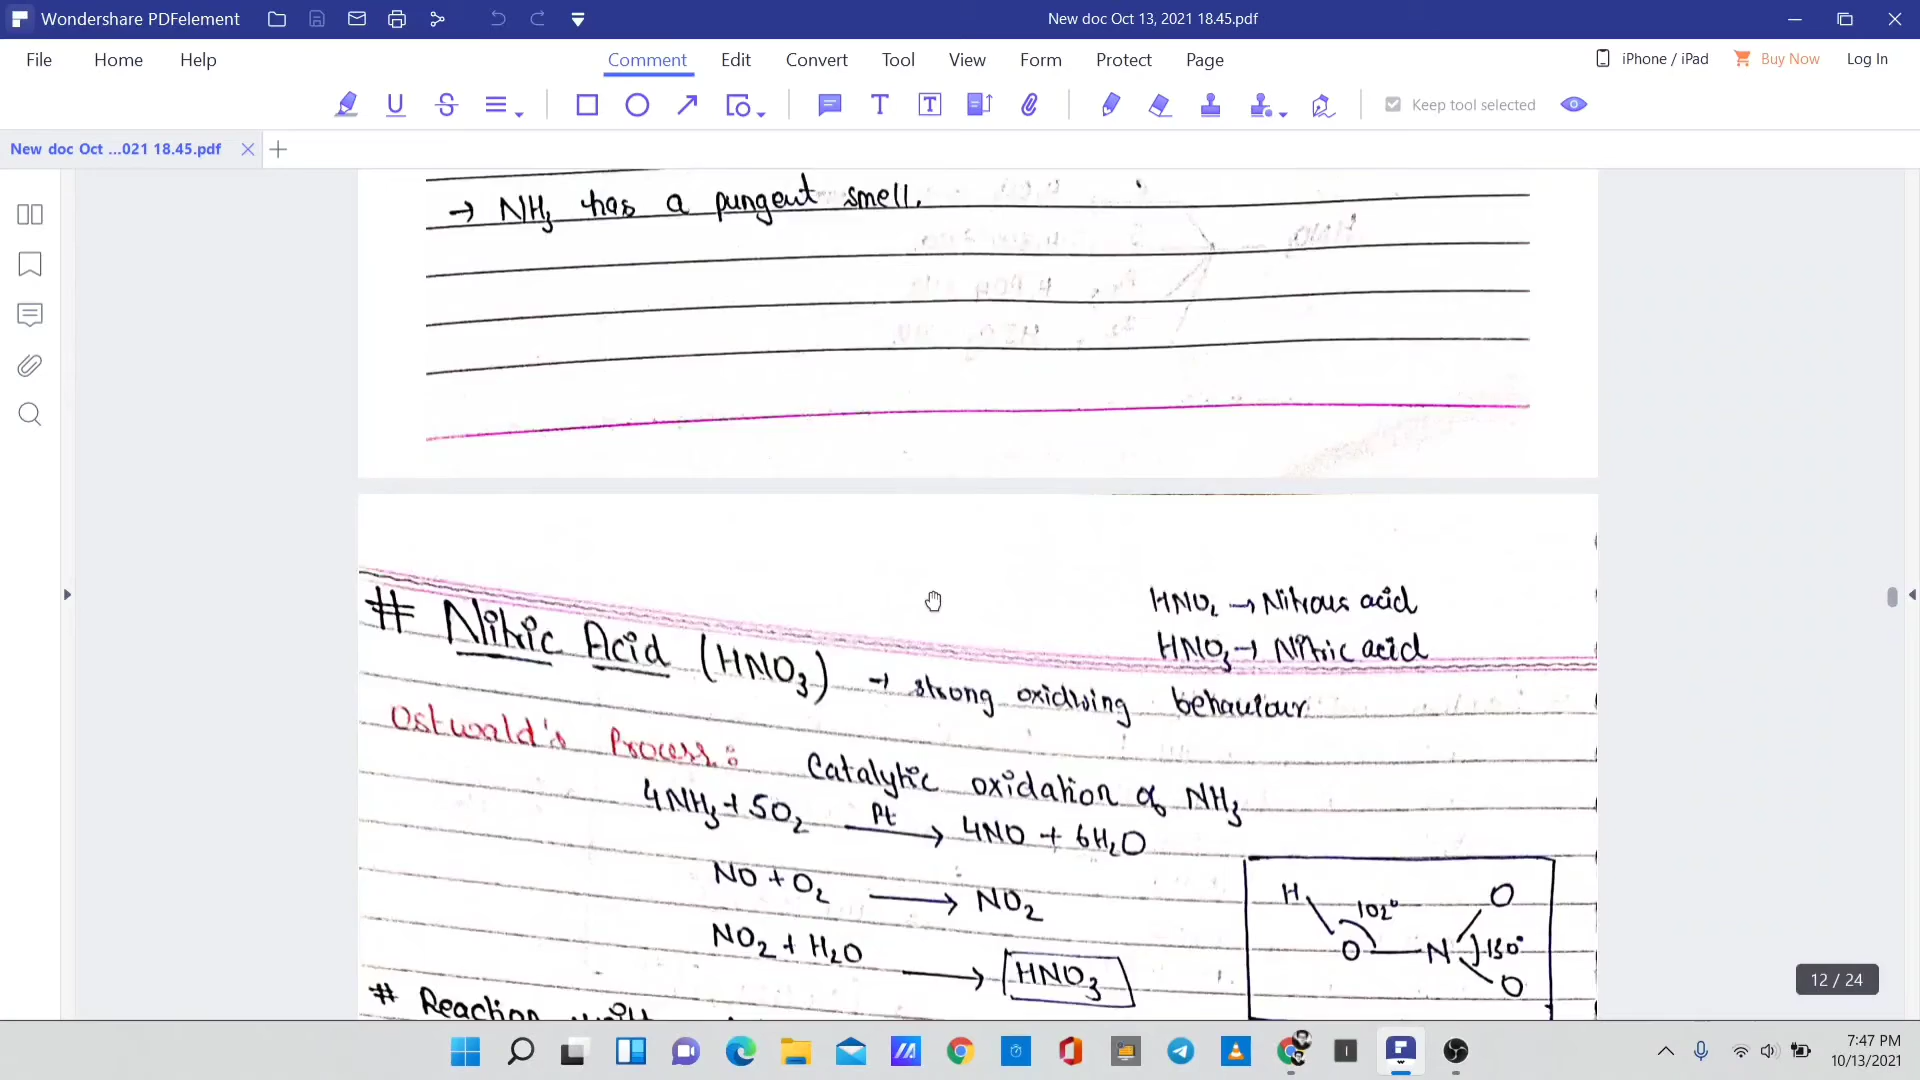 Wondershare PDFelement
New doc Oct 13, 2021 18.45.pdf
File Home Help Comment Edit Convert Tool View Form Protect Page iPhone / iPad Buy Now Log In
Keep tool selected
New doc Oct ...021 18.45.pdf
→ NH3 has a pungent smell.
HNO2 → Nitrous acid
# Nitric Acid (HNO3) → strong oxidising behaviour
HNO3 → Nitric acid
Ostwald's Process: Catalytic oxidation of NH3
4NH3 + 5O2 Pt → 4NO + 6H2O
NO + O2 → NO2
NO2 + H2O → HNO3
H O
102°
O — N 130°
O
# Reaction with
12 / 24
7:47 PM
10/13/2021